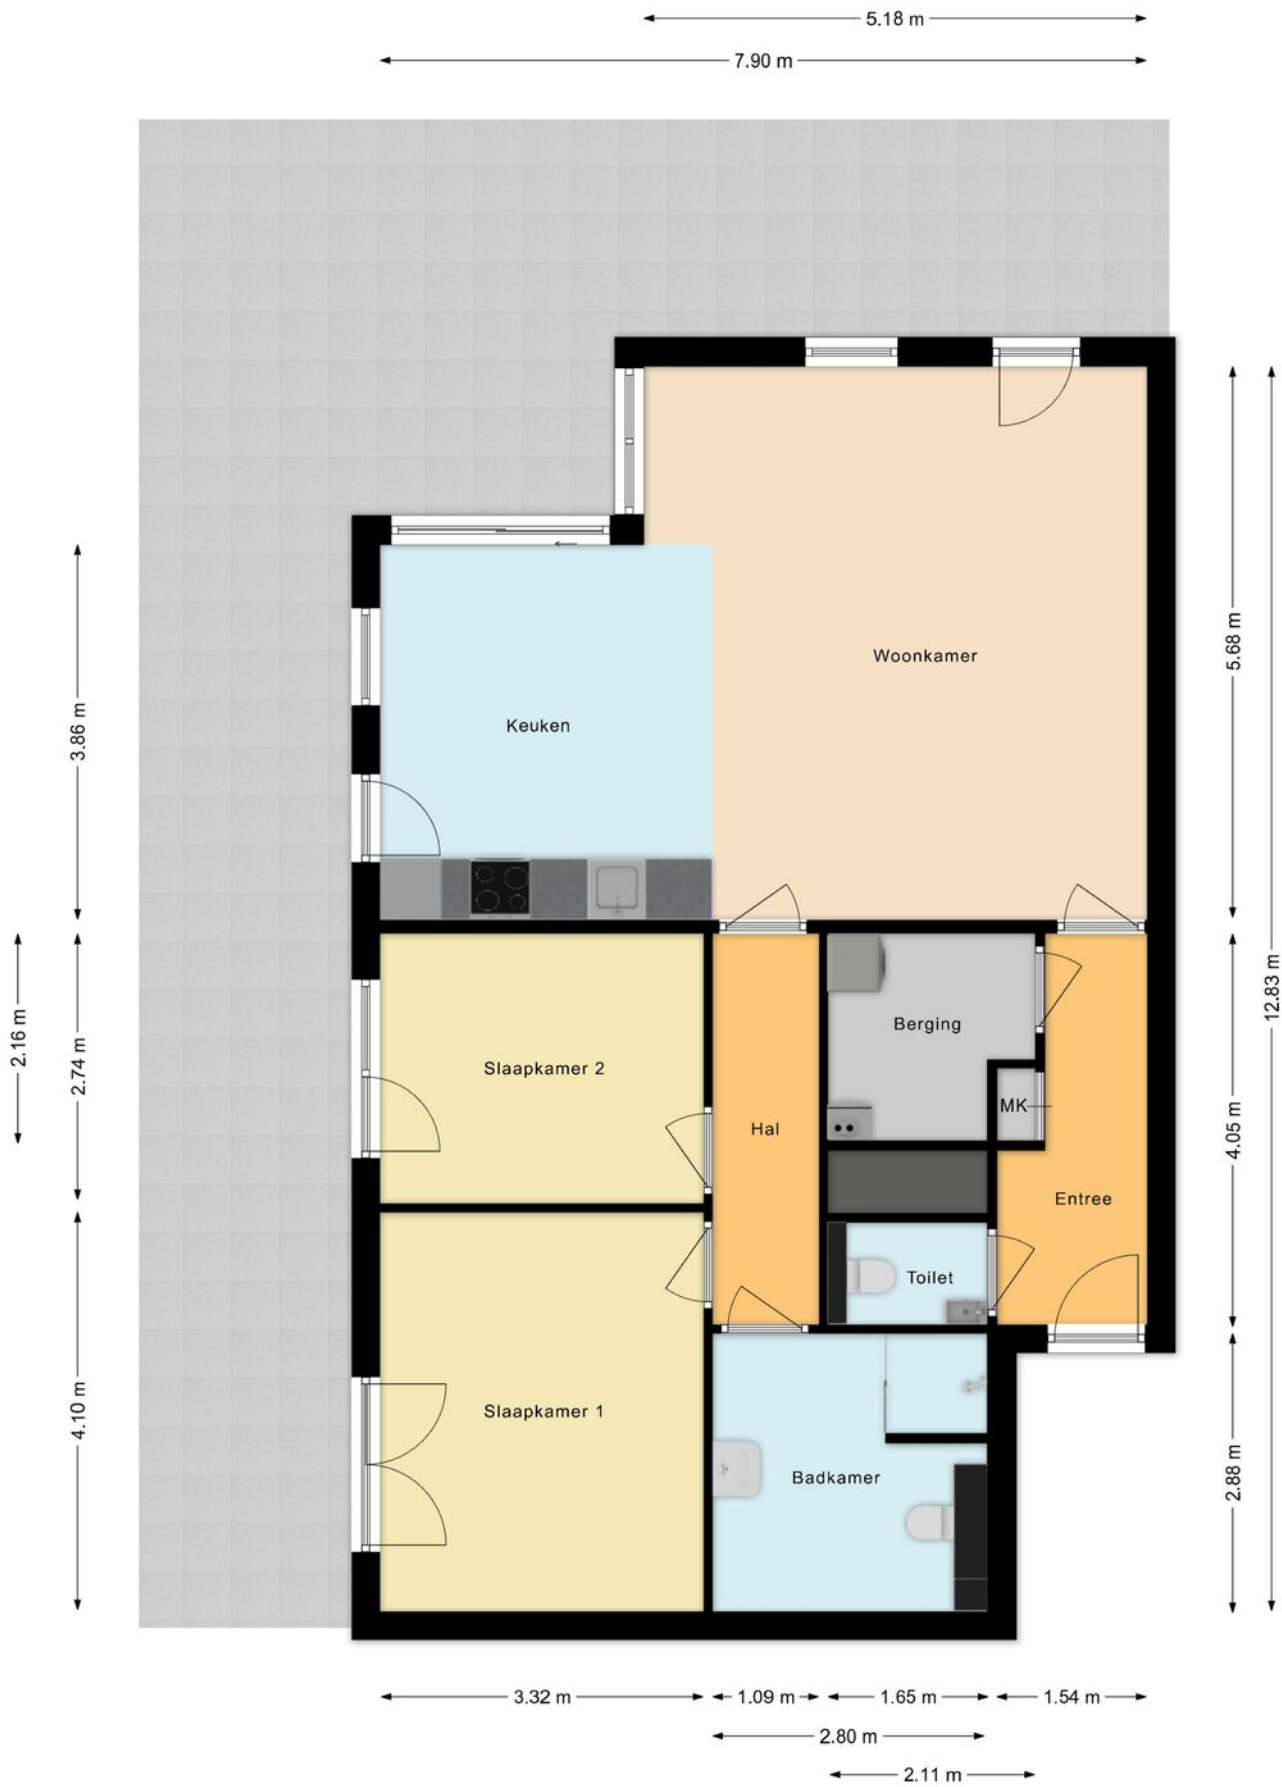 5.18 m
7.90 m
Woonkamer
5.68 m
Keuken
3.86 m
12.83 m
Berging
2.16 m
2.74 m
Slaapkamer 2
MK
Hal
4.05 m
Entree
Toilet
4.10 m
Slaapkamer 1
Badkamer
2.88 m
3.32 m
1.09 m
1.65 m
1.54 m
2.80 m
2.11 m